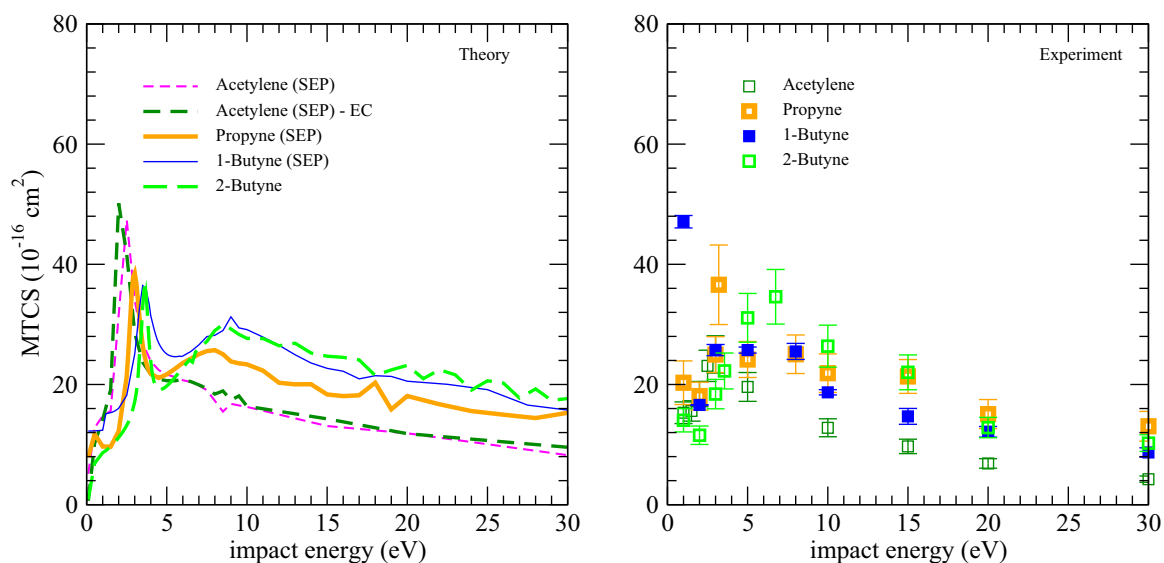 80
60
40
20
0
MTCS (10⁻¹⁶ cm²)
Theory
Acetylene (SEP)
Acetylene (SEP) - EC
Propyne (SEP)
1-Butyne (SEP)
2-Butyne
0 5 10 15 20 25 30
impact energy (eV)
80
60
40
20
0
Experiment
Acetylene
Propyne
1-Butyne
2-Butyne
0 5 10 15 20 25 30
impact energy (eV)